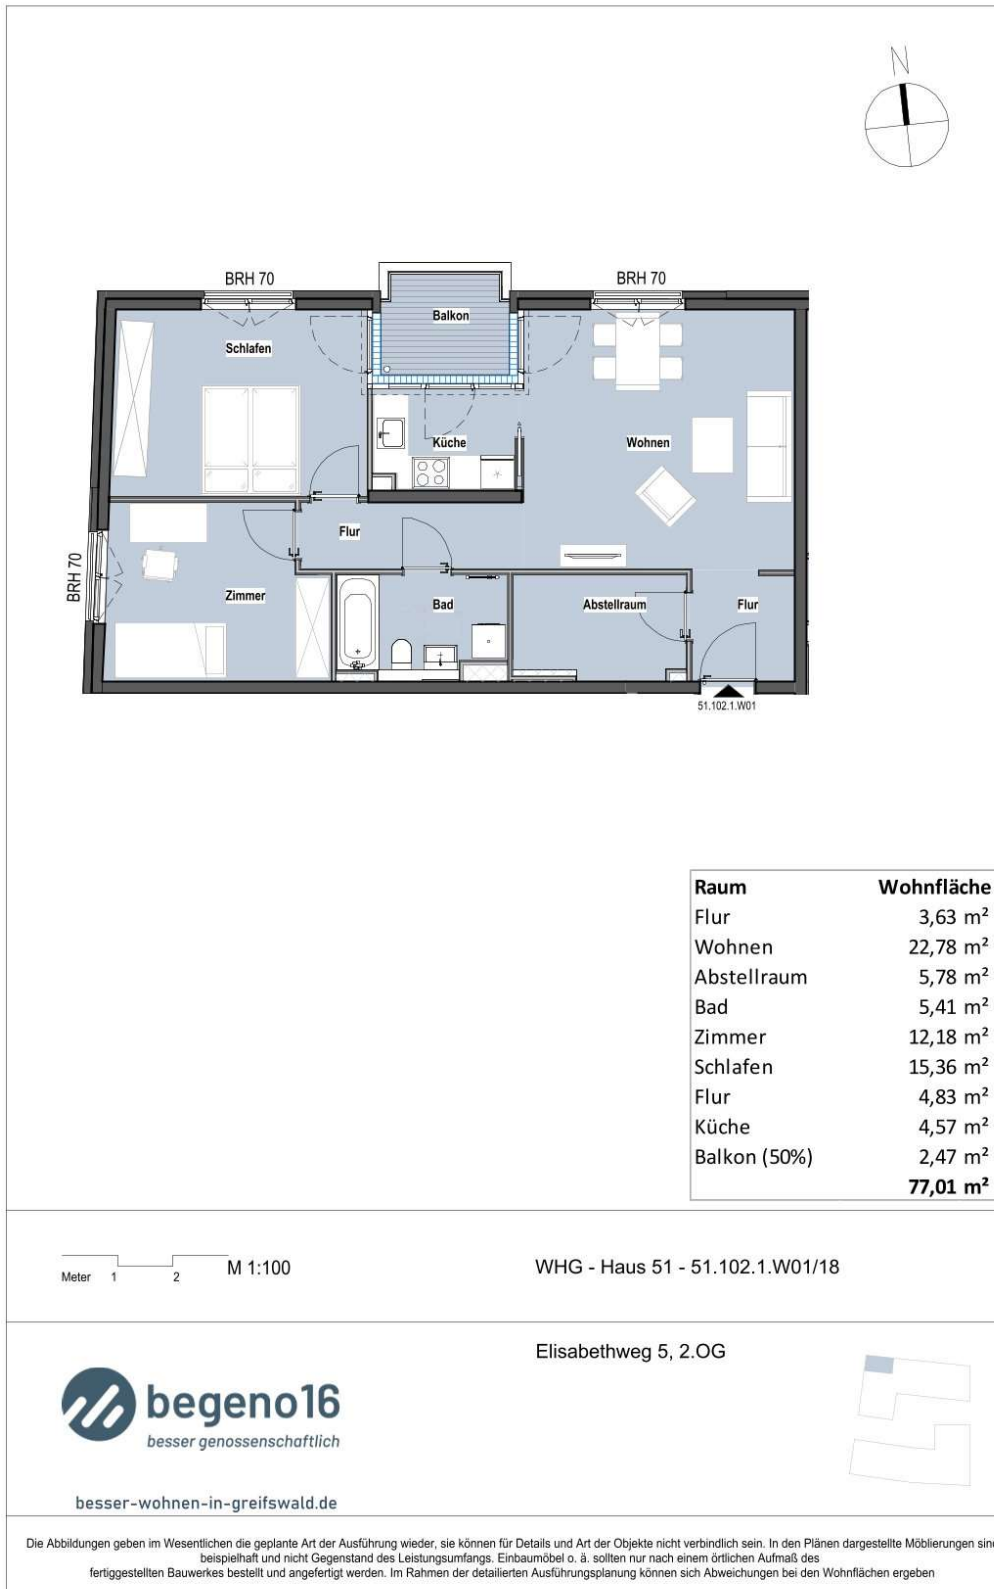 N
BRH 70
BRH 70
Balkon
Schlafen
Küche
Wohnen
Flur
BRH 70
Zimmer
Bad
Abstellraum
Flur
51.102.1.W01
Raum Wohnfläche
Flur 3,63 m²
Wohnen 22,78 m²
Abstellraum 5,78 m²
Bad 5,41 m²
Zimmer 12,18 m²
Schlafen 15,36 m²
Flur 4,83 m²
Küche 4,57 m²
Balkon (50%) 2,47 m²
77,01 m²
Meter 1 2 M 1:100
WHG - Haus 51 - 51.102.1.W01/18
Elisabethweg 5, 2.OG
begeno16
besser genossenschaftlich
besser-wohnen-in-greifswald.de
Die Abbildungen geben im Wesentlichen die geplante Art der Ausführung wieder, sie können für Details und Art der Objekte nicht verbindlich sein. In den Plänen dargestellte Möblierungen sind
beispielhaft und nicht Gegenstand des Leistungsumfangs. Einbaumöbel o. ä. sollten nur nach einem örtlichen Aufmaß des
fertiggestellten Bauwerkes bestellt und angefertigt werden. Im Rahmen der detailierten Ausführungsplanung können sich Abweichungen bei den Wohnflächen ergeben